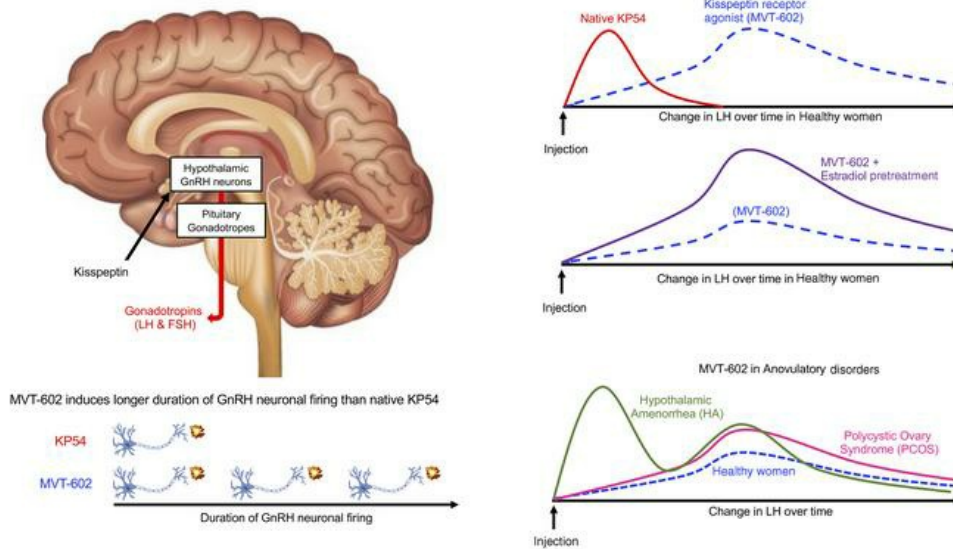 Hypothalamic
GnRH neurons
Pituitary
Gonadotropes
Kisspeptin
Gonadotropins
(LH & FSH)
MVT-602 induces longer duration of GnRH neuronal firing than native KP54
KP54
MVT-602
Duration of GnRH neuronal firing
Native KP54
Kisspeptin receptor
agonist (MVT-602)
Change in LH over time in Healthy women
Injection
MVT-602 +
Estradiol pretreatment
(MVT-602)
Change in LH over time in Healthy women
Injection
MVT-602 in Anovulatory disorders
Hypothalamic
Amenorrhea (HA)
Polycystic Ovary
Syndrome (PCOS)
Healthy women
Change in LH over time
Injection